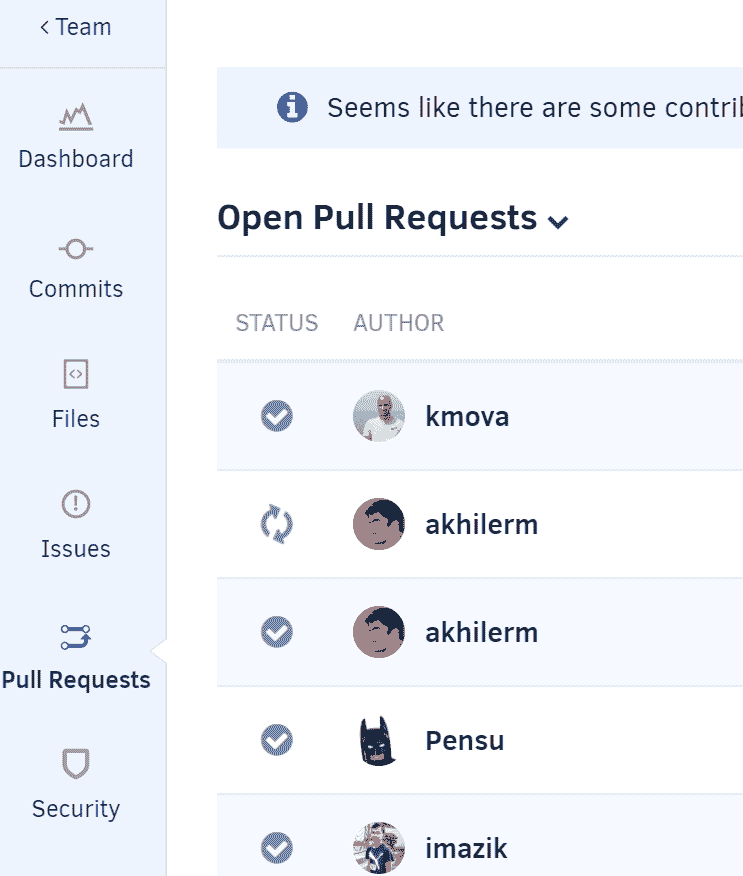 Team
Seems like there are some
Dashboard
Open Pull Requests
Commits
STATUS AUTHOR
Files
kmova
Issues
akhilerm
Pull Requests
akhilerm
Pensu
Security
imazik